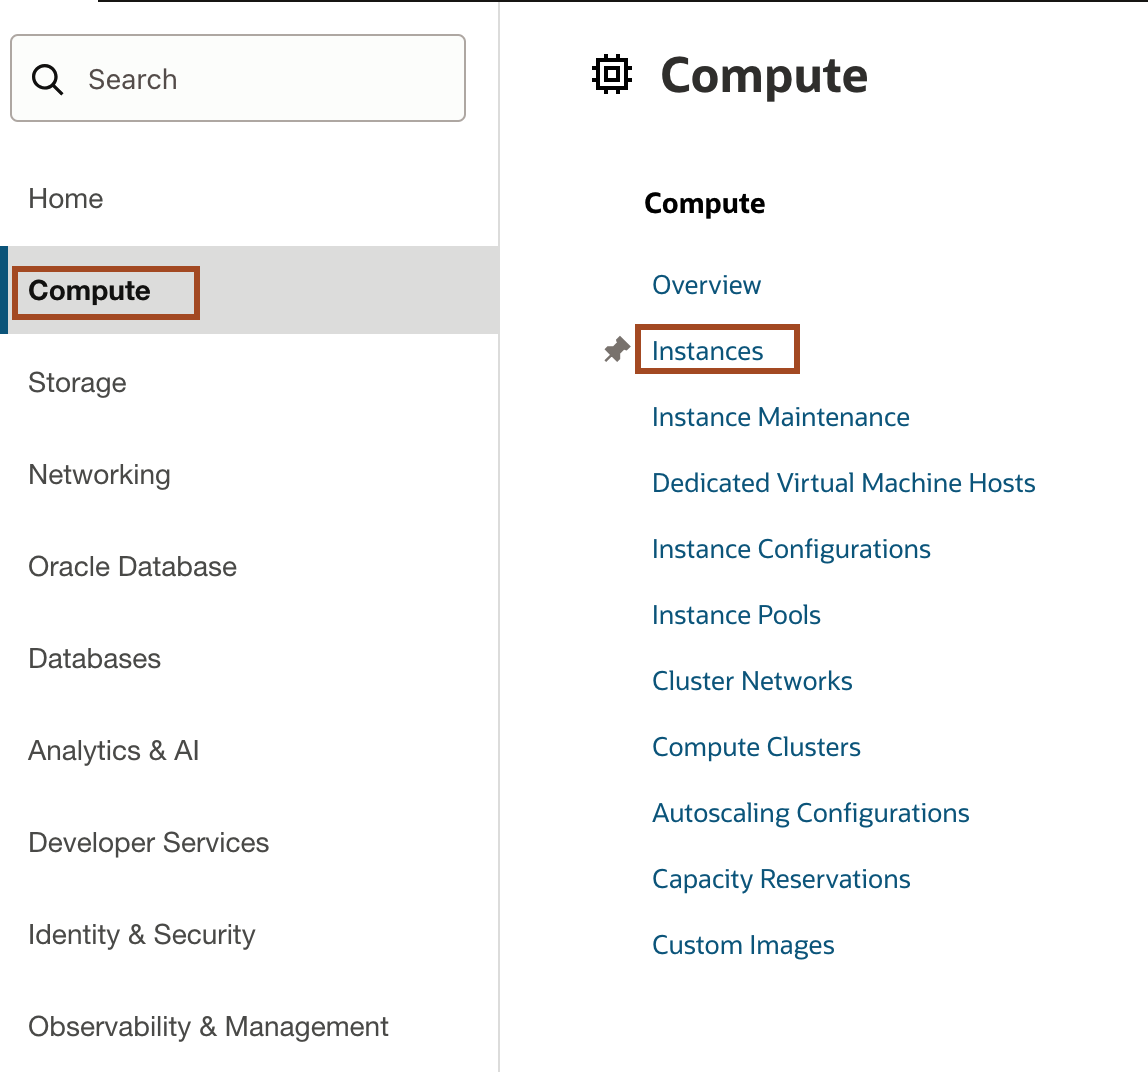 Search
Home
Compute
Storage
Networking
Oracle Database
Databases
Analytics & AI
Developer Services
Identity & Security
Observability & Management
Compute
Compute
Overview
Instances
Instance Maintenance
Dedicated Virtual Machine Hosts
Instance Configurations
Instance Pools
Cluster Networks
Compute Clusters
Autoscaling Configurations
Capacity Reservations
Custom Images